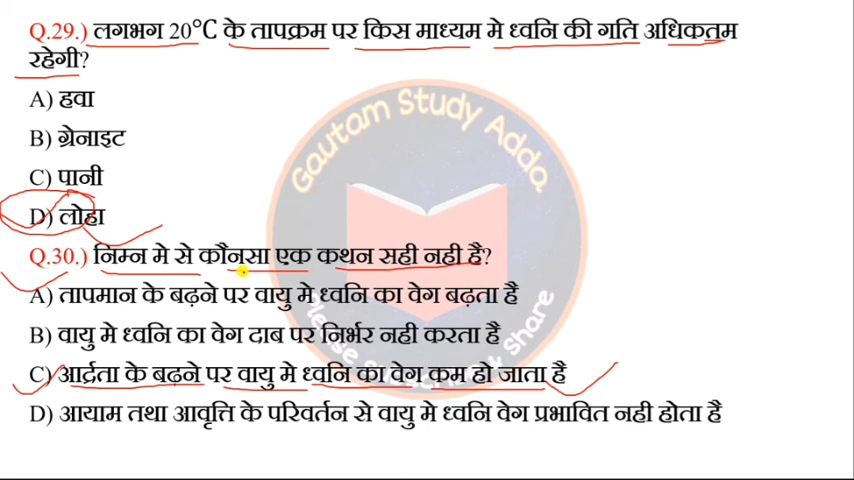 Q.29.) लगभग 20°C के तापक्रम पर किस माध्यम मे ध्वनि की गति अधिकतम
रहेगी?
A) हवा
B) ग्रेनाइट
C) पानी
D) लोहा
Q.30.) निम्न मे से कौनसा एक कथन सही नही है?
A) तापमान के बढ़ने पर वायु मे ध्वनि का वेग बढ़ता है
B) वायु मे ध्वनि का वेग दाब पर निर्भर नही करता है
C) आर्द्रता के बढ़ने पर वायु मे ध्वनि का वेग कम हो जाता है
D) आयाम तथा आवृत्ति के परिवर्तन से वायु मे ध्वनि वेग प्रभावित नही होता है
Gautam Study Adda
Please Share